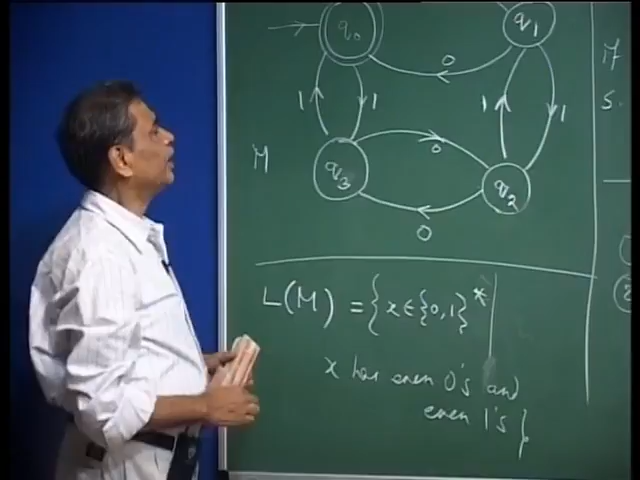 q₀ q₁
0
1 1 1 1
M
0
q₃ q₂
0
L(M) = { x ∈ {0,1}*
x has even 0's and
even 1's }
if
s.